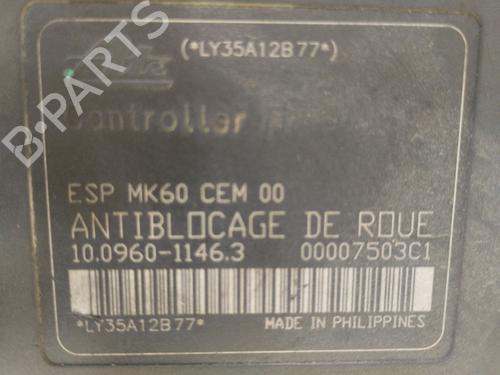 (*LY35A12B77*)
Controller
ESP MK60 CEM 00
ANTIBLOCAGE DE ROUE
10.0960-1146.3 00007503C1
*LY35A12B77* MADE IN PHILIPPINES
B-PARTS